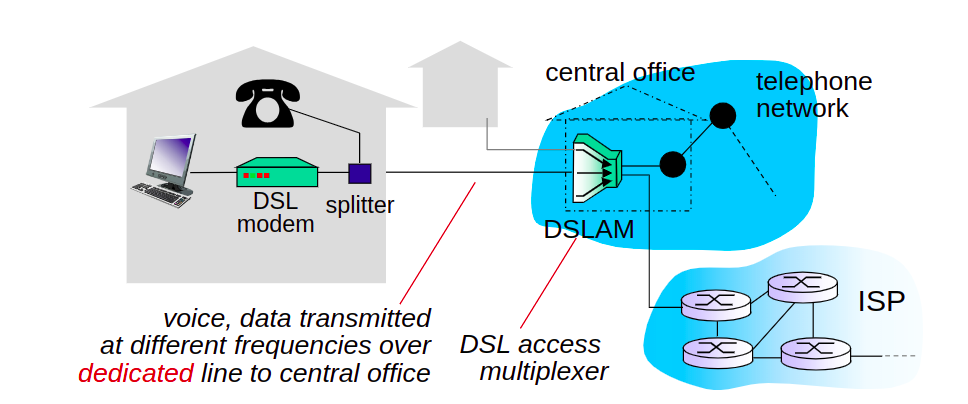 central office
telephone
network
DSL
modem
splitter
DSLAM
voice, data transmitted
at different frequencies over
dedicated line to central office
DSL access
multiplexer
ISP